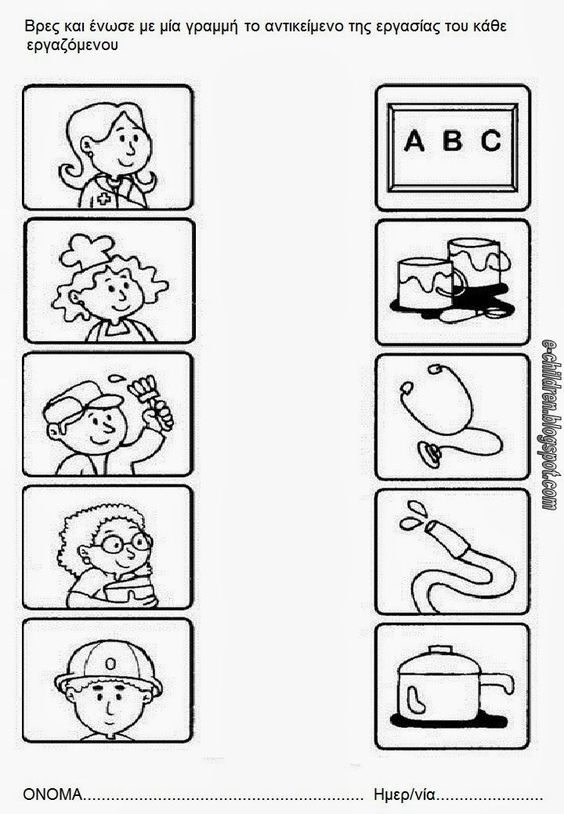 Βρες και ένωσε με μία γραμμή το αντικείμενο της εργασίας του κάθε
εργαζόμενου
A B C
e-children.blogspot.com
ΟΝΟΜΑ.................................................... Ημερ/νία....................